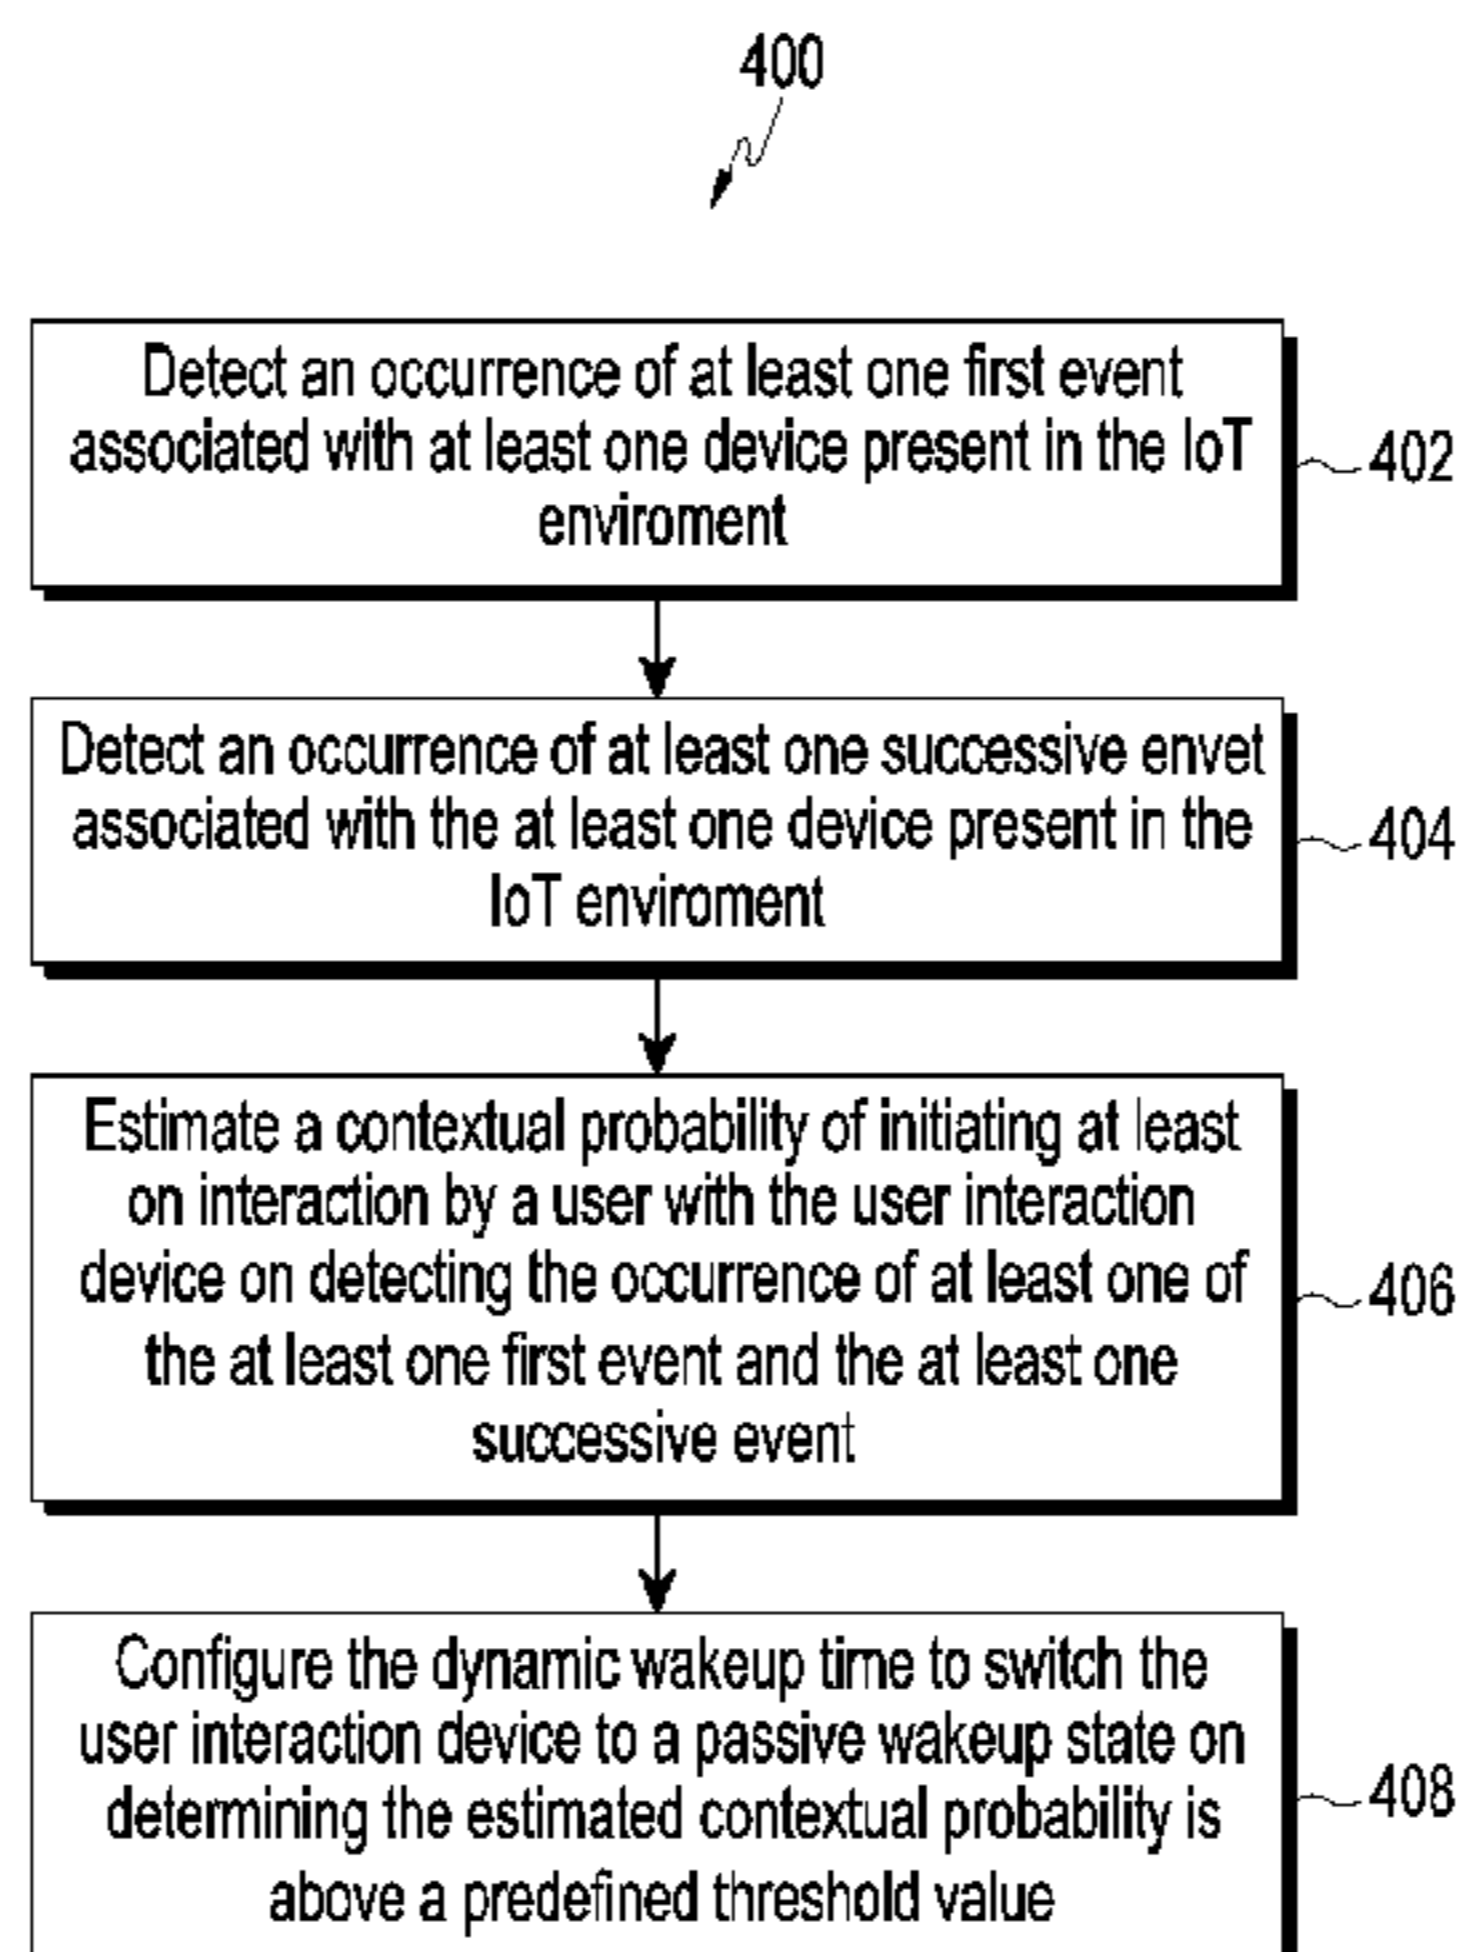 400
Detect an occurrence of at least one first event
associated with at least one device present in the IoT
enviroment
402
Detect an occurrence of at least one successive envet
associated with the at least one device present in the
IoT enviroment
404
Estimate a contextual probability of initiating at least
on interaction by a user with the user interaction
device on detecting the occurrence of at least one of
the at least one first event and the at least one
successive event
406
Configure the dynamic wakeup time to switch the
user interaction device to a passive wakeup state on
determining the estimated contextual probability is
above a predefined threshold value
408